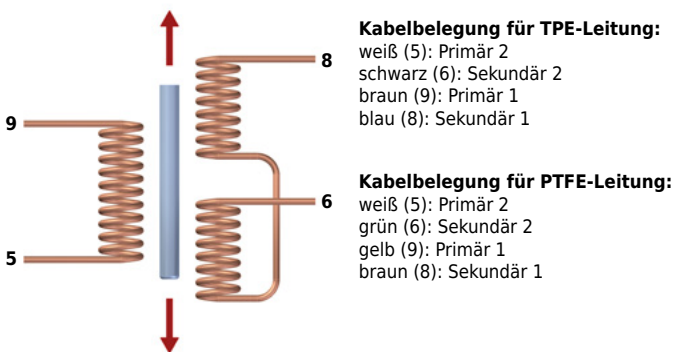 9
5
8
6
Kabelbelegung für TPE-Leitung:
weiß (5): Primär 2
schwarz (6): Sekundär 2
braun (9): Primär 1
blau (8): Sekundär 1
Kabelbelegung für PTFE-Leitung:
weiß (5): Primär 2
grün (6): Sekundär 2
gelb (9): Primär 1
braun (8): Sekundär 1